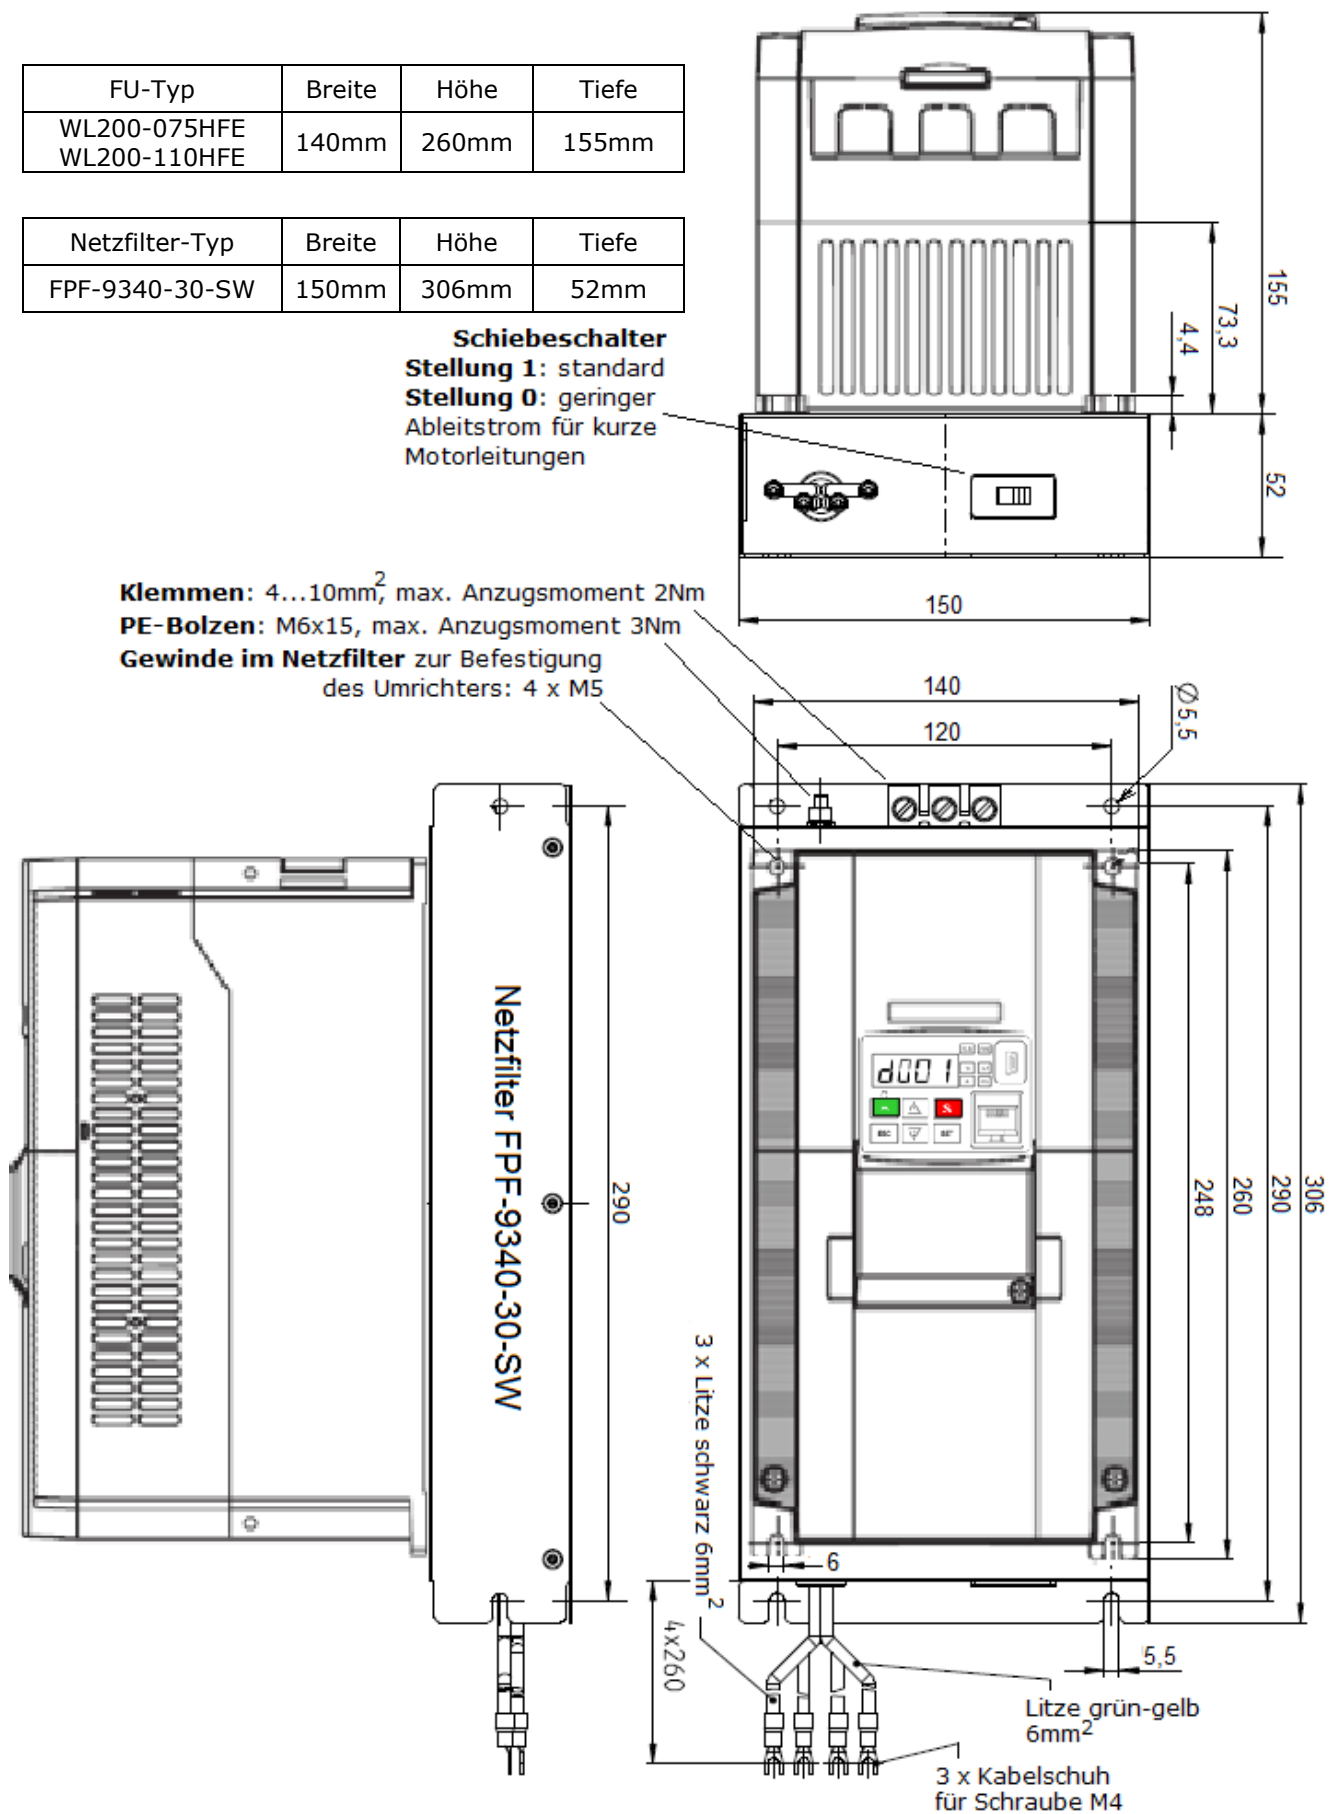 FU-Typ Breite Höhe Tiefe
WL200-075HFE
WL200-110HFE
140mm 260mm 155mm
Netzfilter-Typ Breite Höhe Tiefe
FPF-9340-30-SW 150mm 306mm 52mm
Schiebeschalter
Stellung 1: standard
Stellung 0: geringer
Ableitstrom für kurze
Motorleitungen
155
73,3
4,4
52
150
Klemmen: 4...10mm², max. Anzugsmoment 2Nm
PE-Bolzen: M6x15, max. Anzugsmoment 3Nm
Gewinde im Netzfilter zur Befestigung
des Umrichters: 4 x M5
140
120
Ø5,5
Netzfilter FPF-9340-30-SW
290
d001
ESC
SET
248
260
290
306
3 x Litze schwarz 6mm²
6
4x260
5,5
Litze grün-gelb
6mm²
3 x Kabelschuh
für Schraube M4